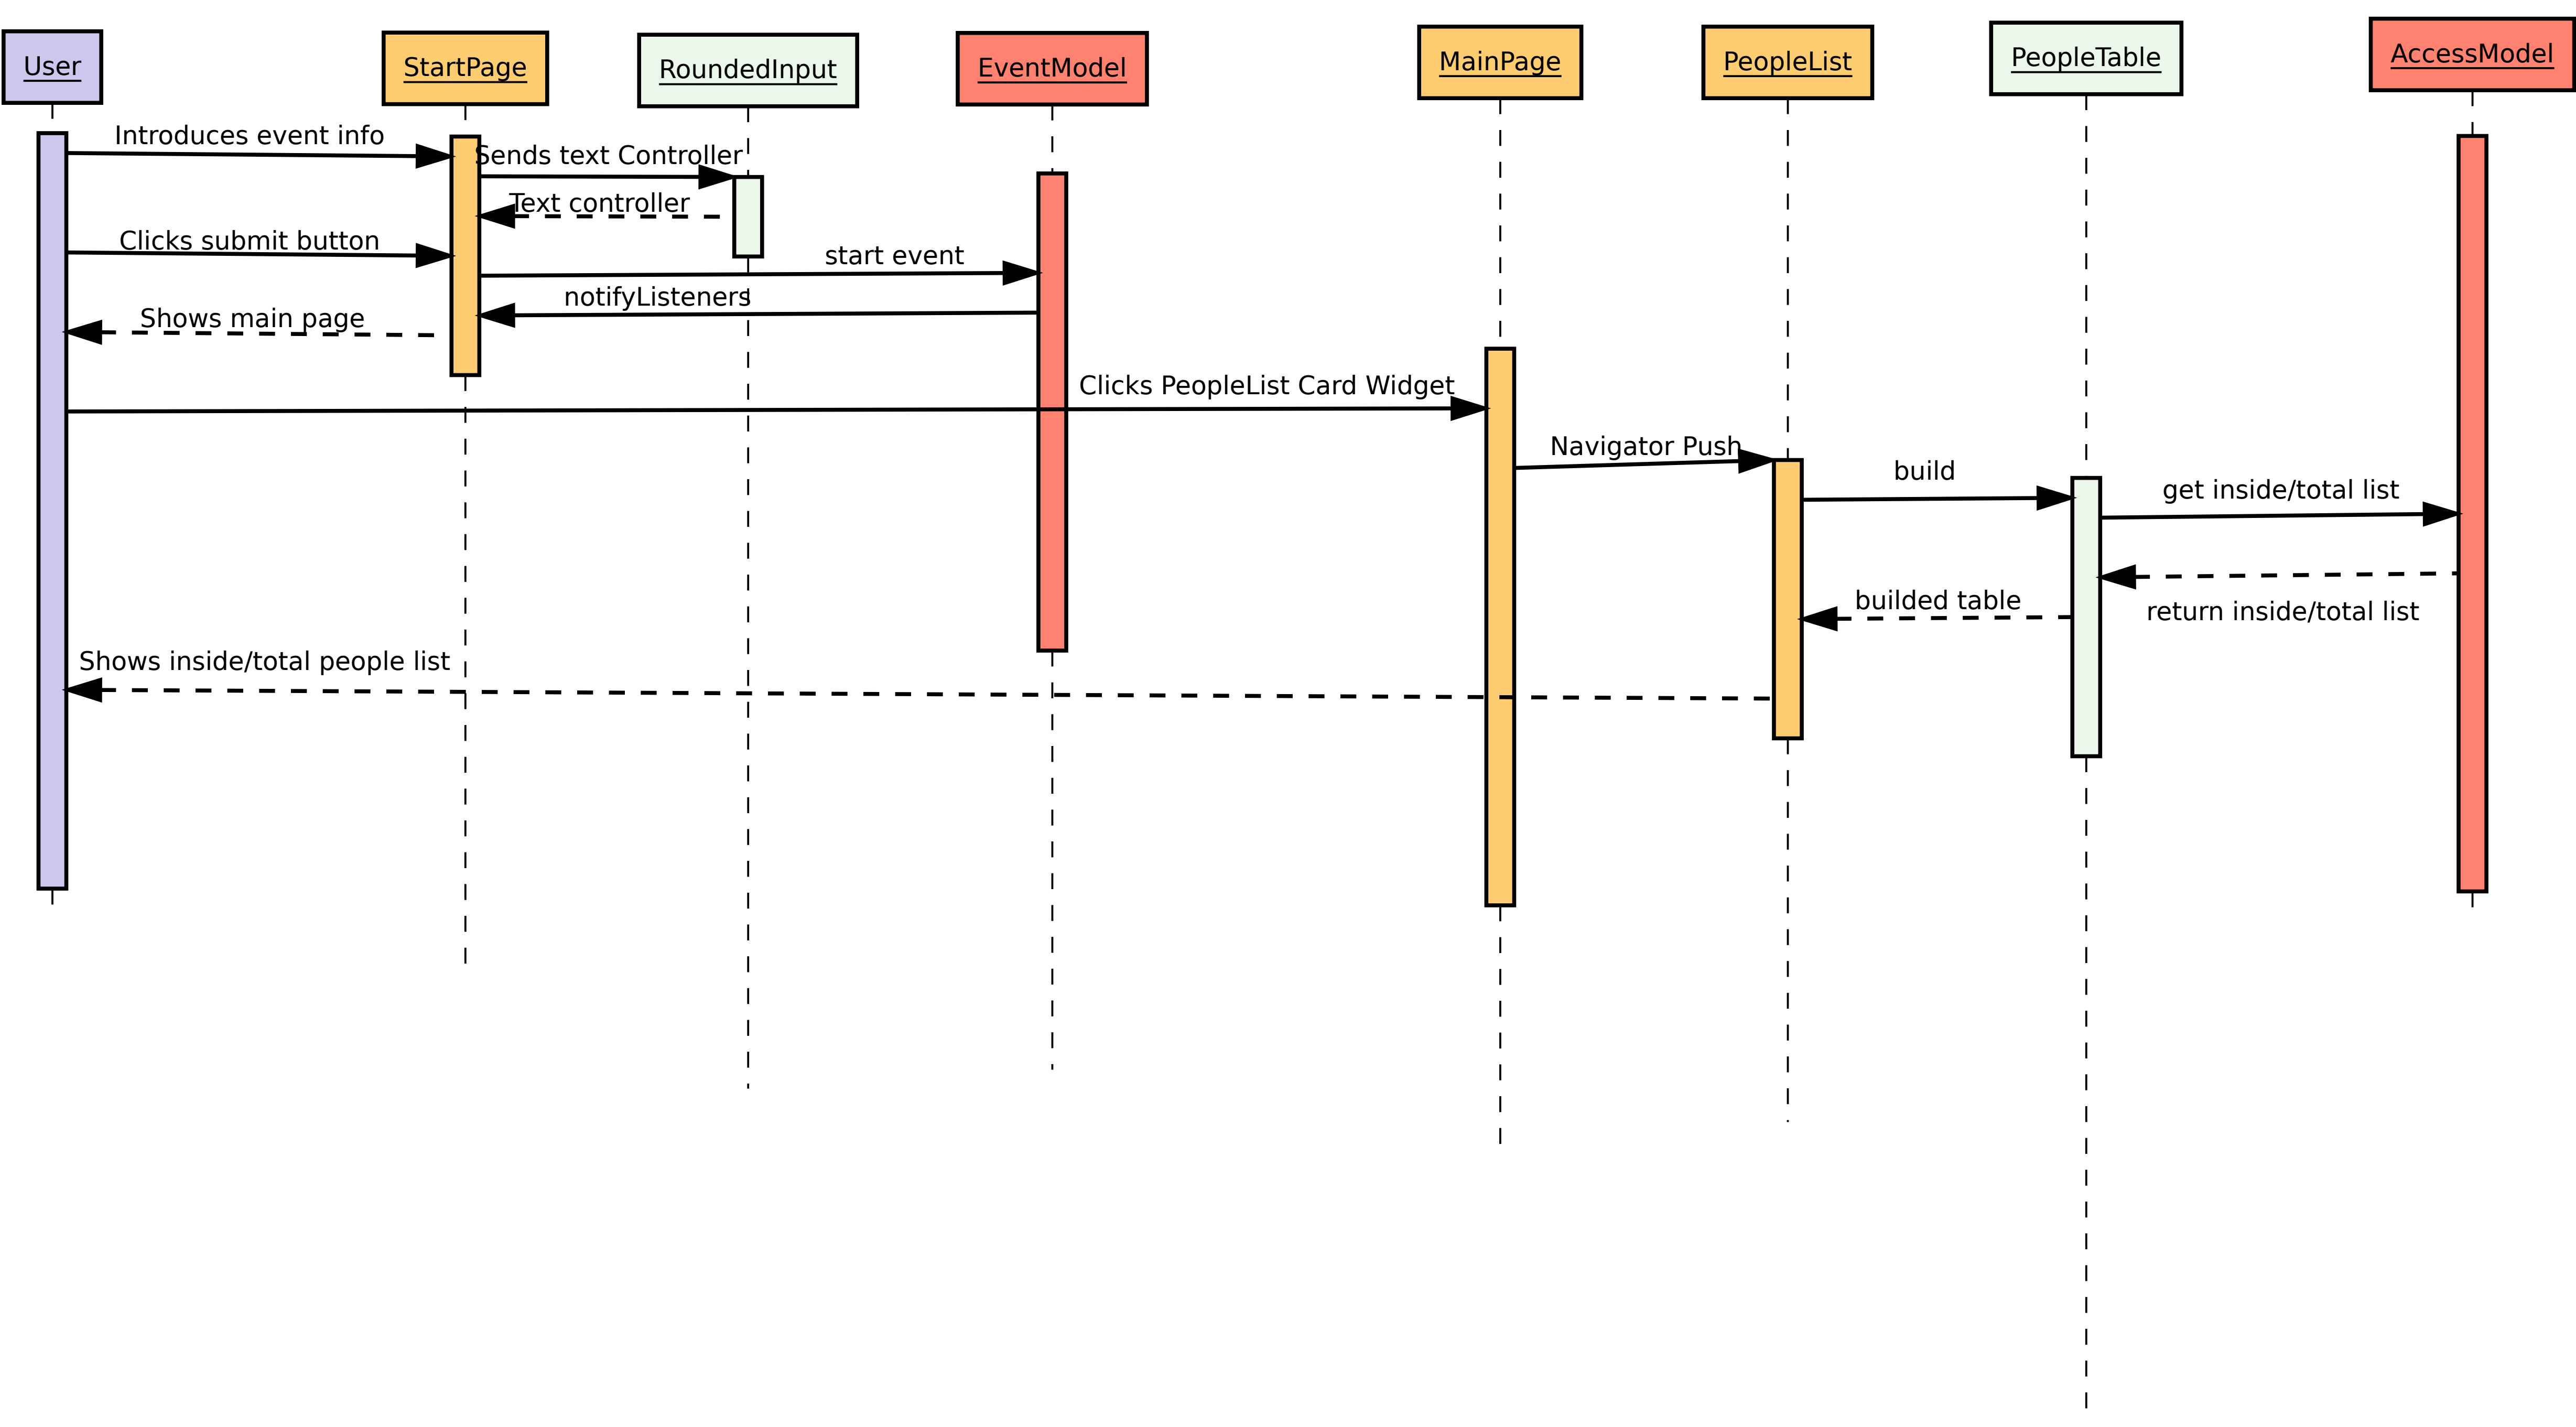 User
StartPage
RoundedInput
EventModel
MainPage
PeopleList
PeopleTable
AccessModel
Introduces event info
Sends text Controller
Text controller
Clicks submit button
start event
notifyListeners
Shows main page
Clicks PeopleList Card Widget
Navigator Push
build
get inside/total list
return inside/total list
builded table
Shows inside/total people list